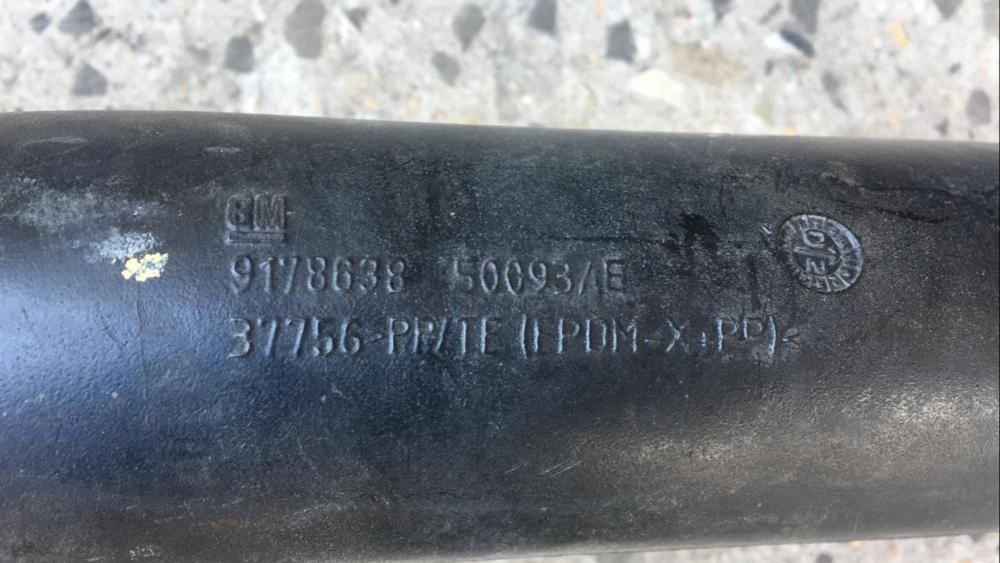 GM
9178638 50093/E
37756-PP/TE (EPDM-X+PP)<